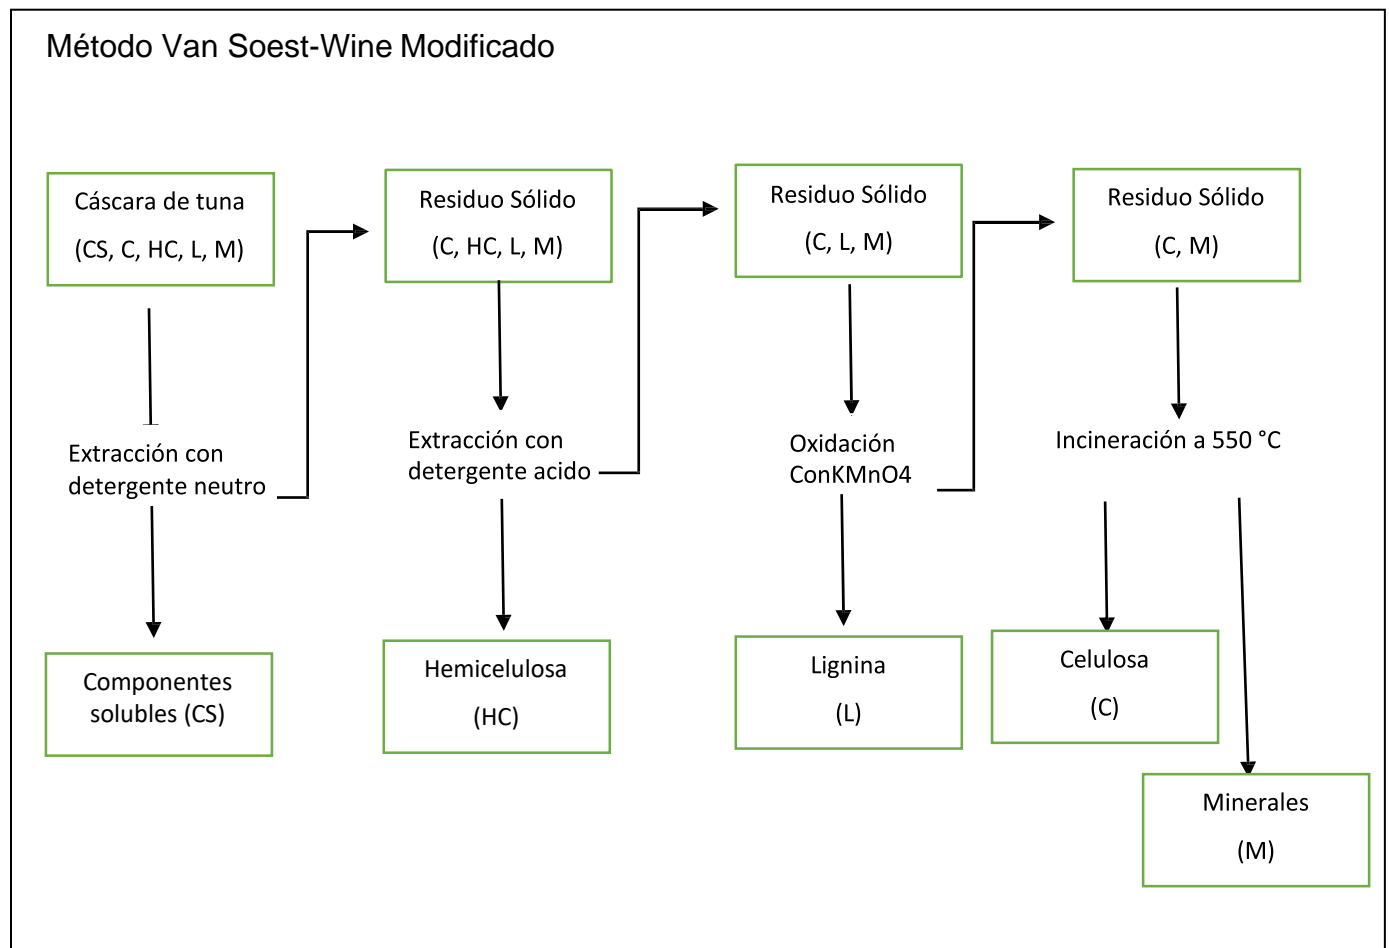 Método Van Soest-Wine Modificado
Cáscara de tuna
(CS, C, HC, L, M)
Residuo Sólido
(C, HC, L, M)
Residuo Sólido
(C, L, M)
Residuo Sólido
(C, M)
Extracción con
detergente neutro
Extracción con
detergente acido
Oxidación
ConKMnO4
Incineración a 550 °C
Componentes
solubles (CS)
Hemicelulosa
(HC)
Lignina
(L)
Celulosa
(C)
Minerales
(M)